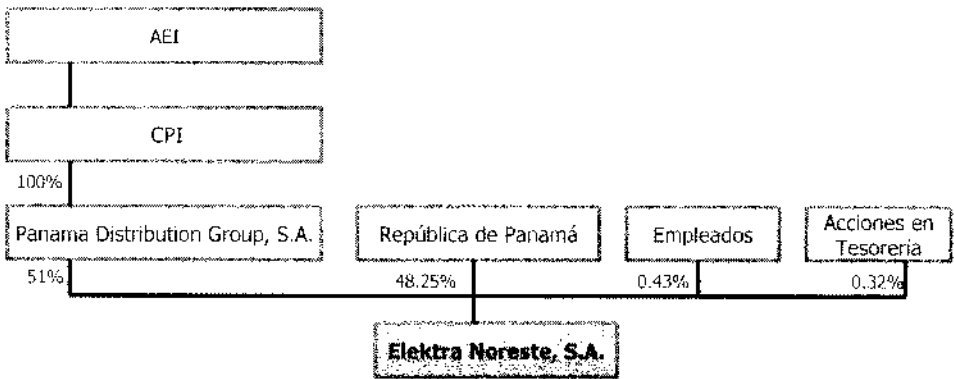 AEI
CPI
100%
Panama Distribution Group, S.A.
República de Panamá
Empleados
Acciones en
Tesorería
51%
48.25%
0.43%
0.32%
Elektra Noreste, S.A.